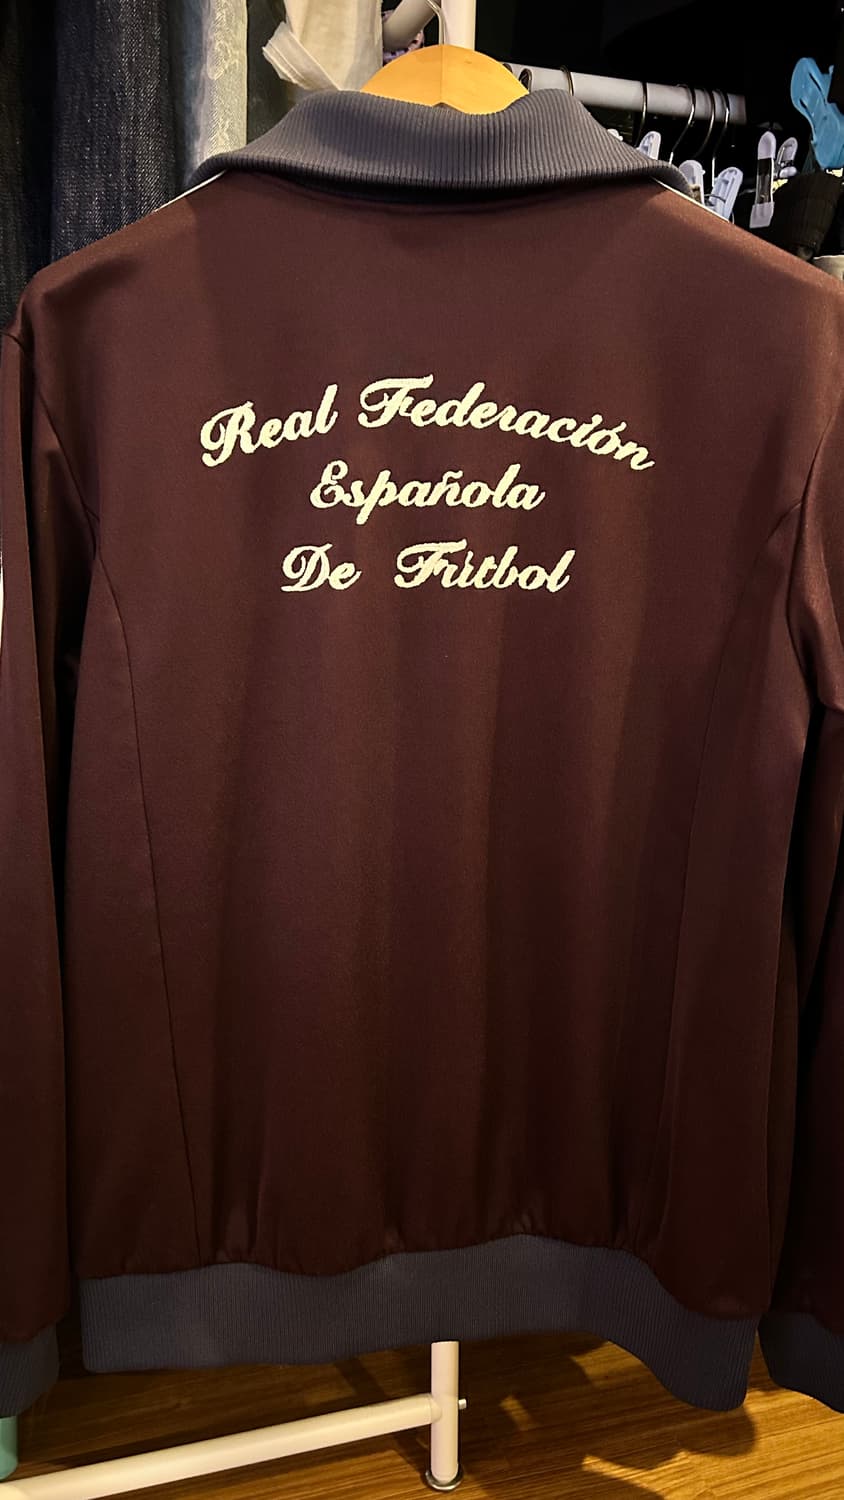 Real Federación
Española
De Fútbol